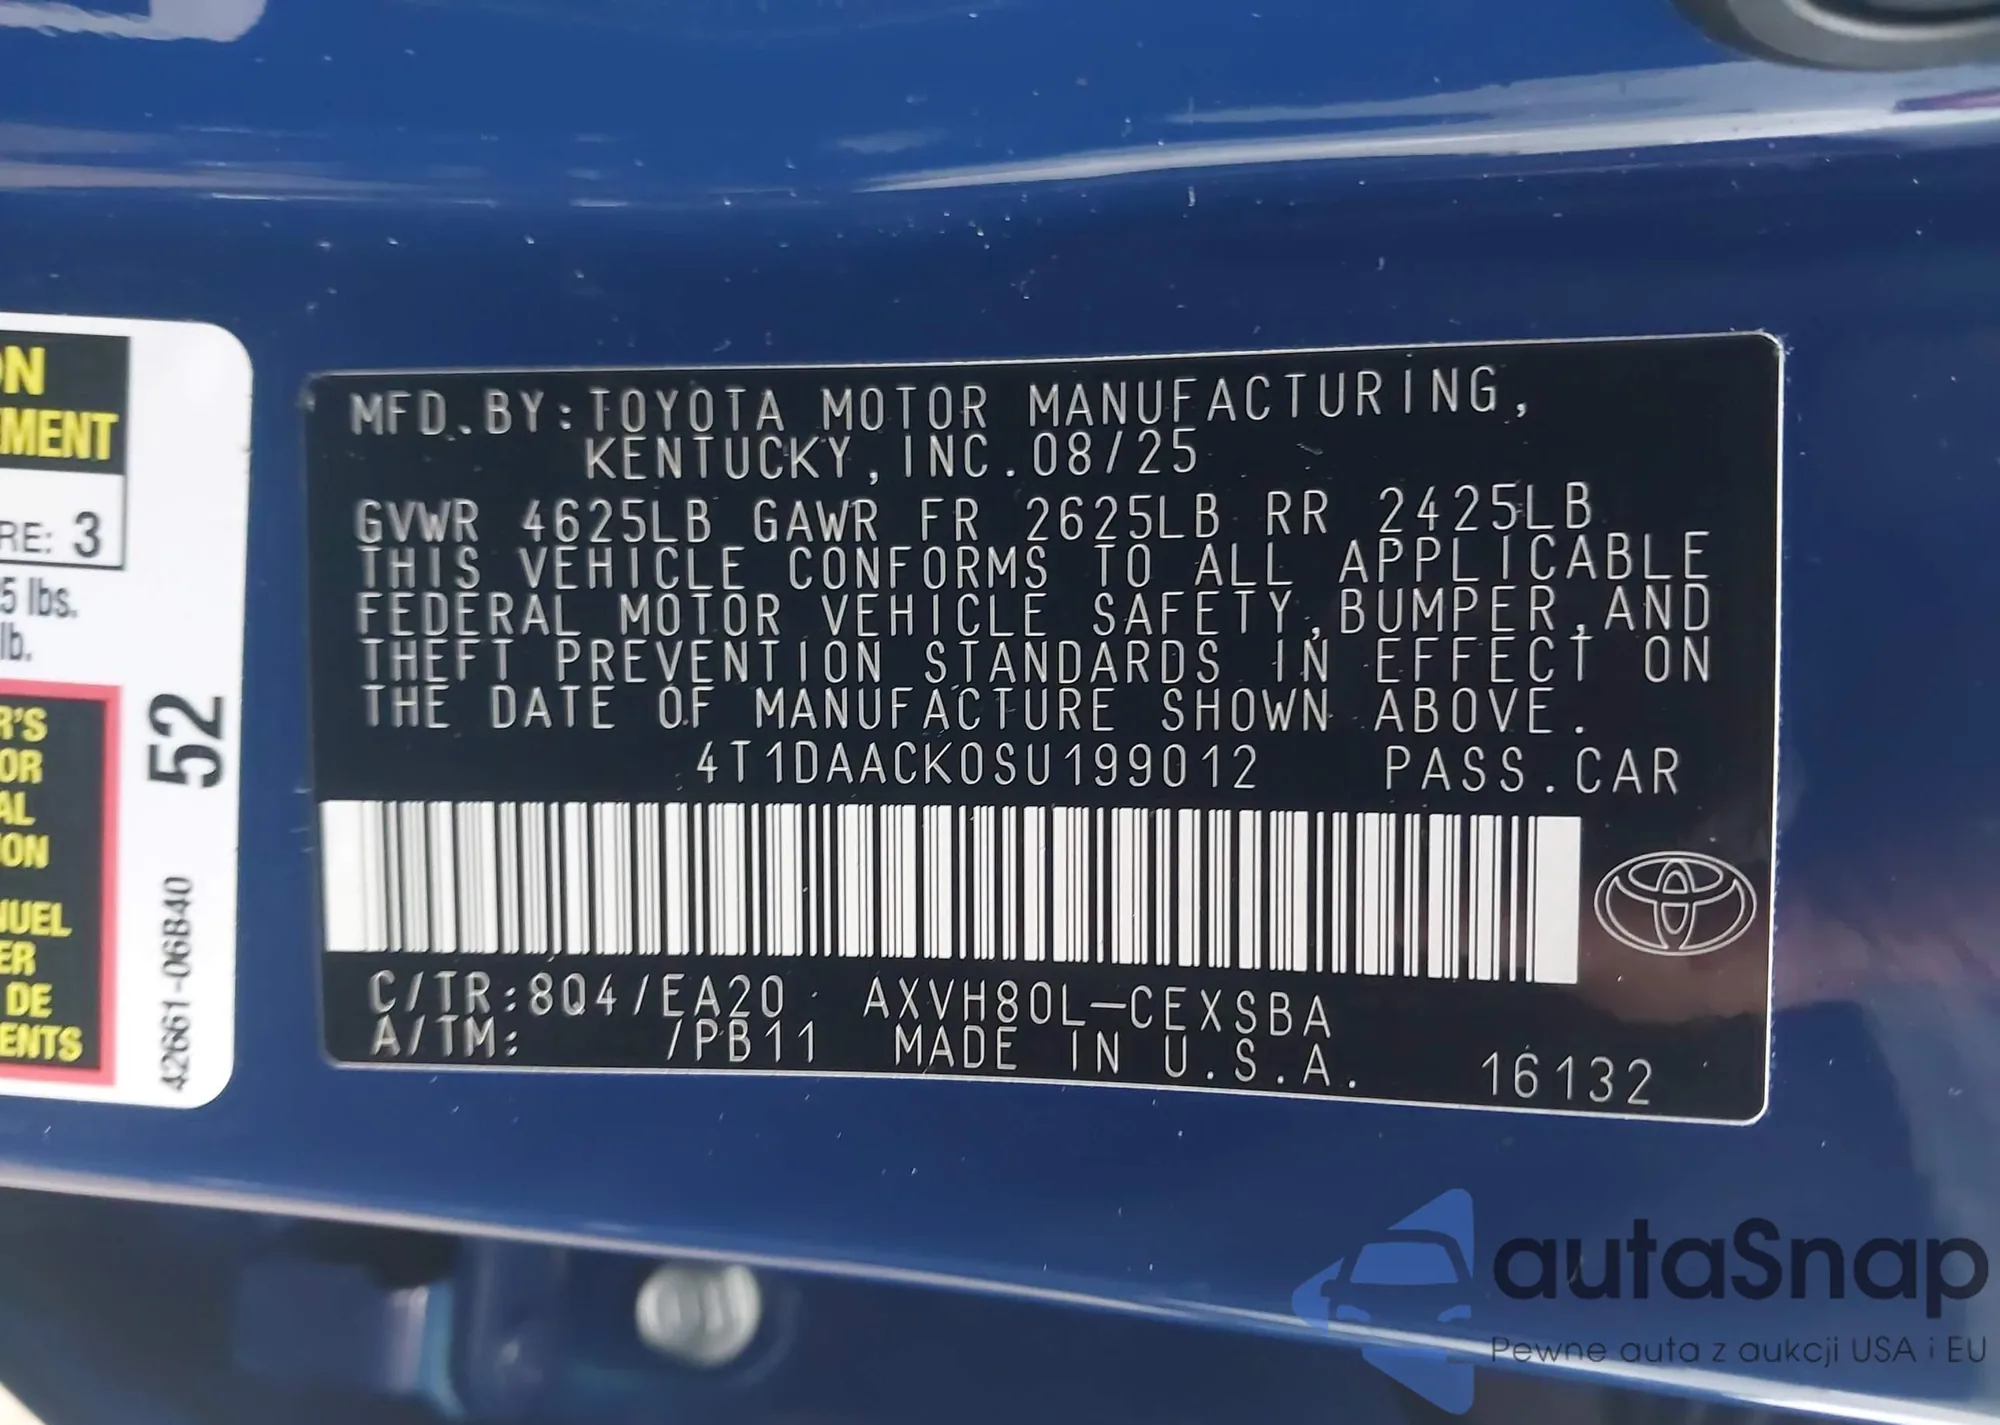 ON
EMENT
RE: 3
5 lbs.
lb.
R'S
OR
AL
ION
NUEL
ER
DE
ENTS
52
42661-06B40
MFD.BY:TOYOTA MOTOR MANUFACTURING,
KENTUCKY,INC.08/25
GVWR 4625LB GAWR FR 2625LB RR 2425LB
THIS VEHICLE CONFORMS TO ALL APPLICABLE
FEDERAL MOTOR VEHICLE SAFETY,BUMPER,AND
THEFT PREVENTION STANDARDS IN EFFECT ON
THE DATE OF MANUFACTURE SHOWN ABOVE.
4T1DAACK0SU199012 PASS.CAR
C/TR:8Q4/EA20 AXVH80L-CEXSBA
A/TM: /PB11 MADE IN U.S.A. 16132
autaSnap
Pewne auta z aukcji USA i EU